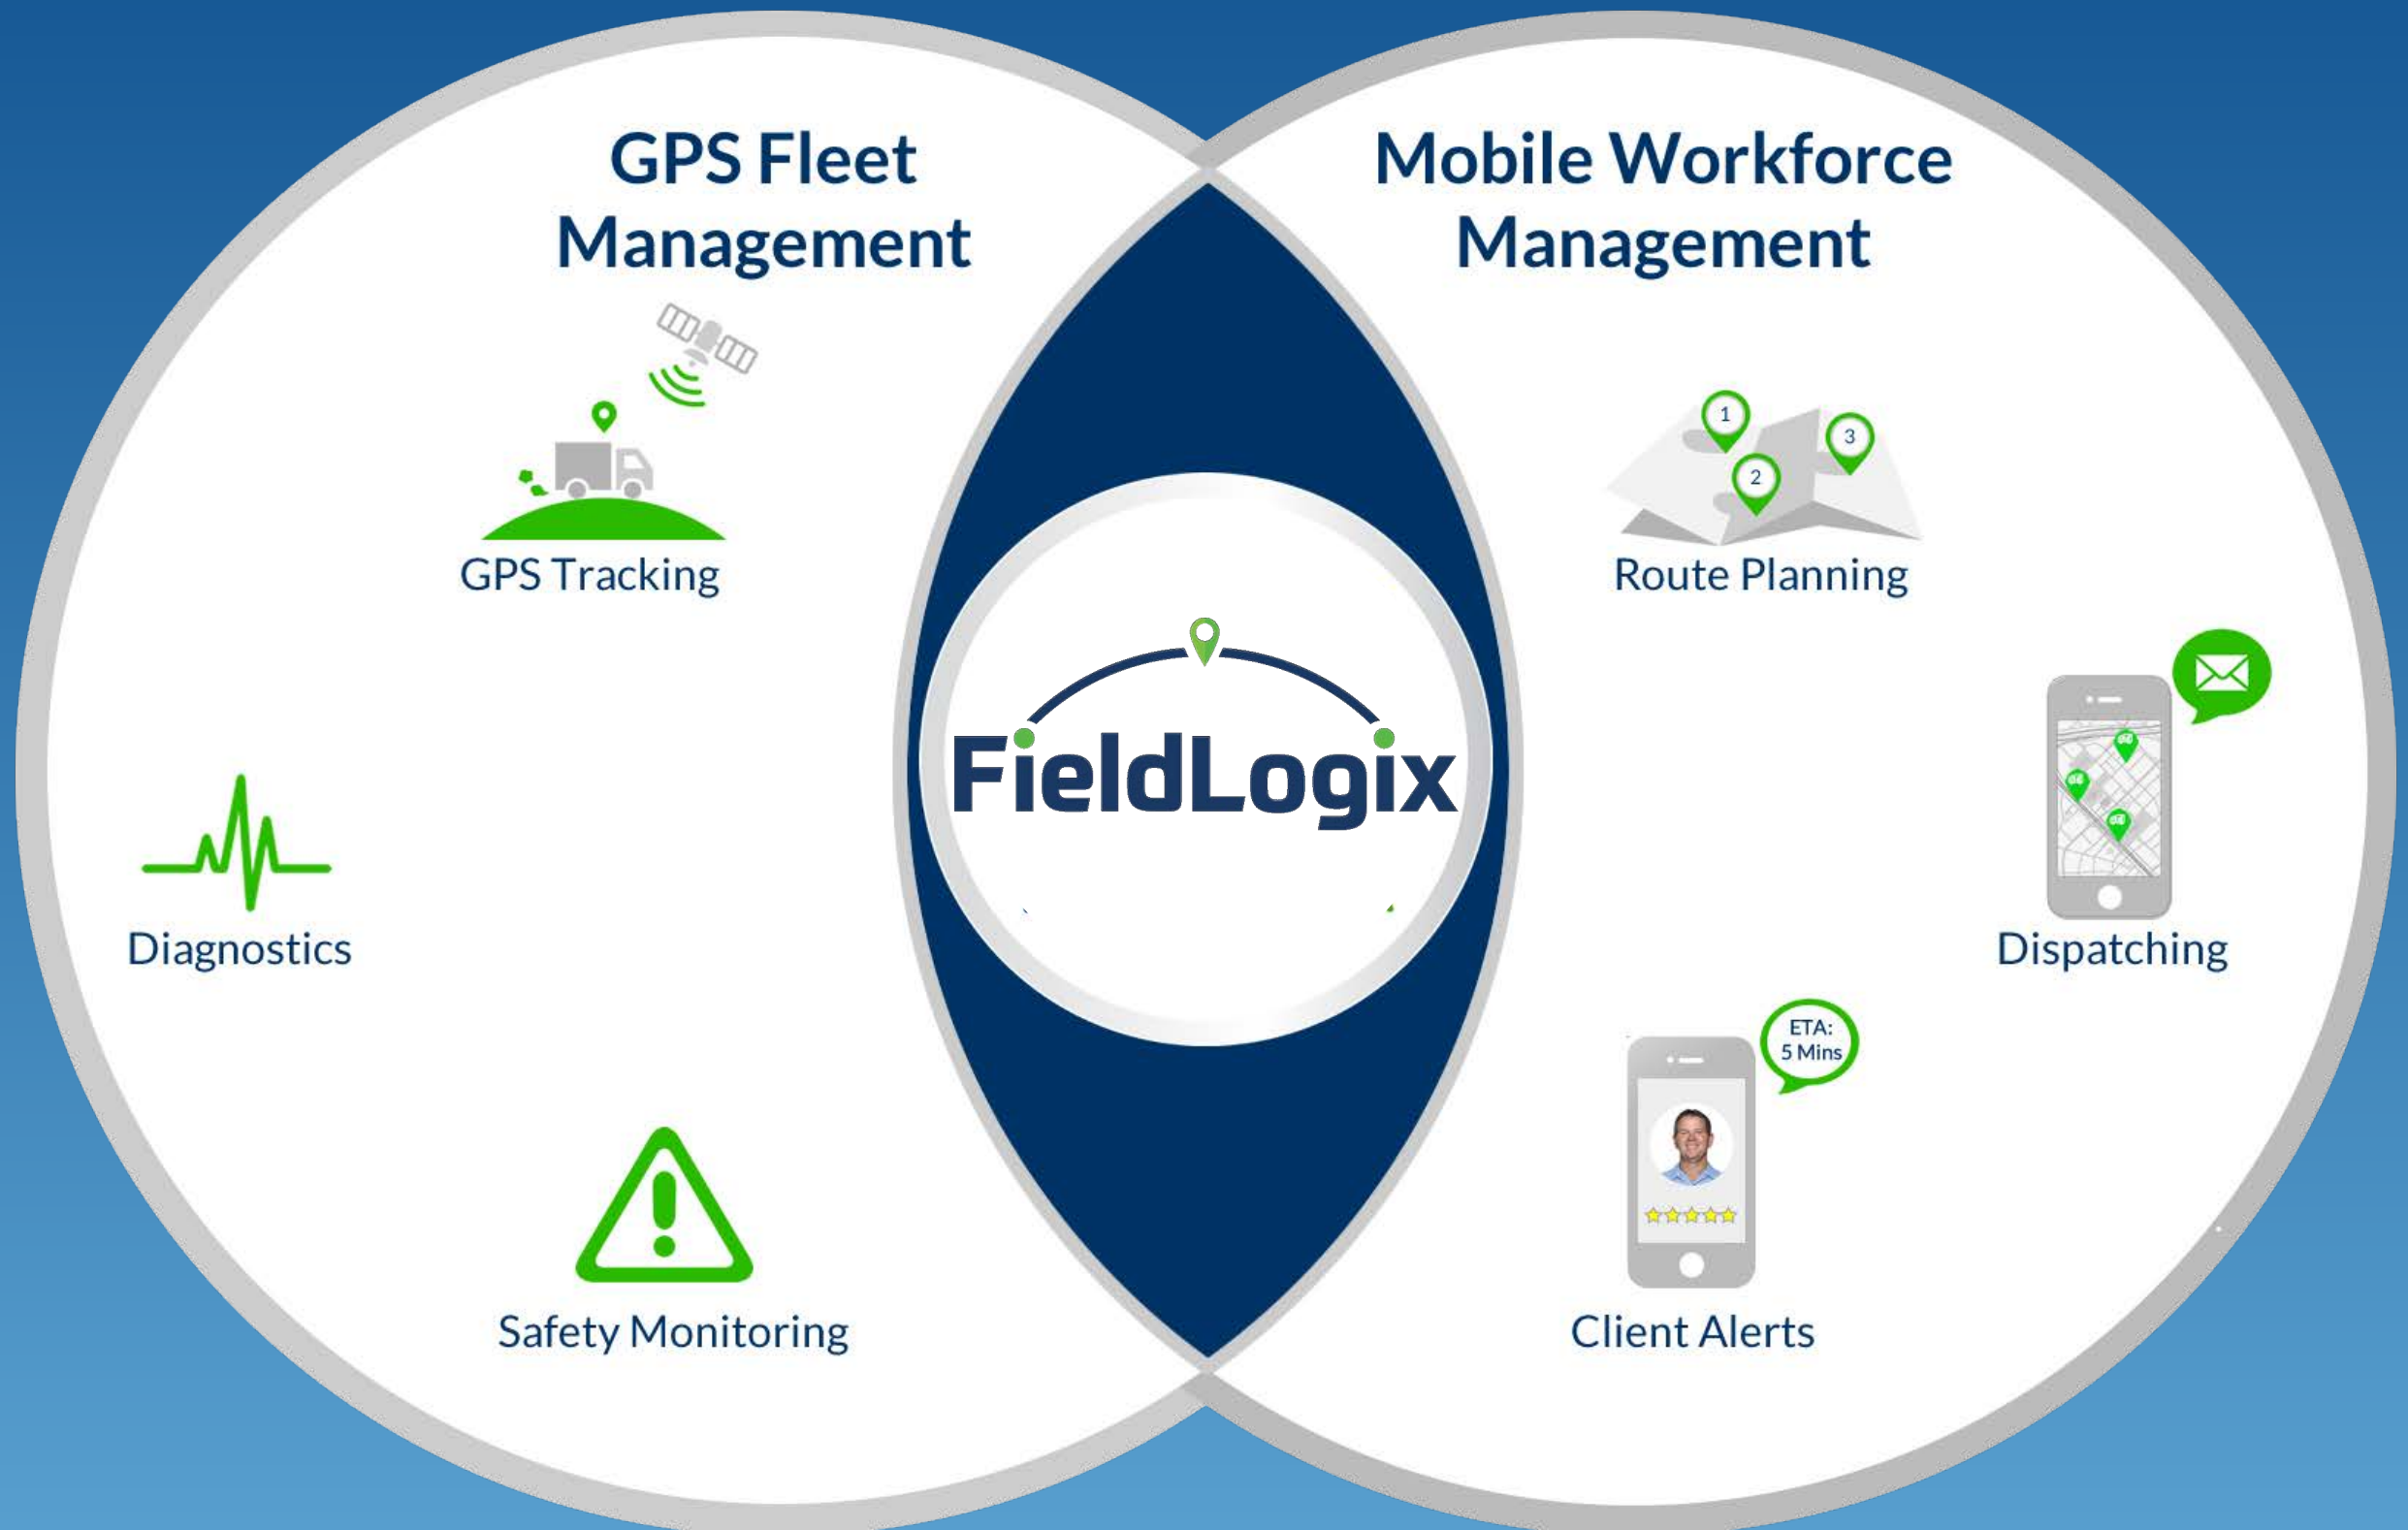 GPS Fleet
Management
Mobile Workforce
Management
GPS Tracking
1
2
3
Route Planning
FieldLogix
Diagnostics
Dispatching
ETA:
5 Mins
Safety Monitoring
Client Alerts